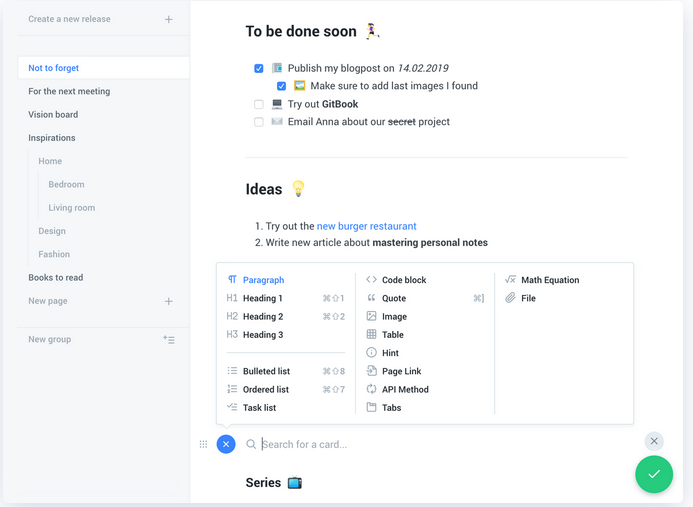 Create a new release
Not to forget
For the next meeting
Vision board
Inspirations
Home
Bedroom
Living room
Design
Fashion
Books to read
New page
New group
To be done soon
Publish my blogpost on 14.02.2019
Make sure to add last images I found
Try out GitBook
Email Anna about our secret project
Ideas
1. Try out the new burger restaurant
2. Write new article about mastering personal notes
Paragraph
H1 Heading 1 ⌘⇧1
H2 Heading 2 ⌘⇧2
H3 Heading 3
Bulleted list ⌘⇧8
Ordered list ⌘⇧7
Task list
Code block
Quote ⌘]
Image
Table
Hint
Page Link
API Method
Tabs
Math Equation
File
Search for a card...
Series